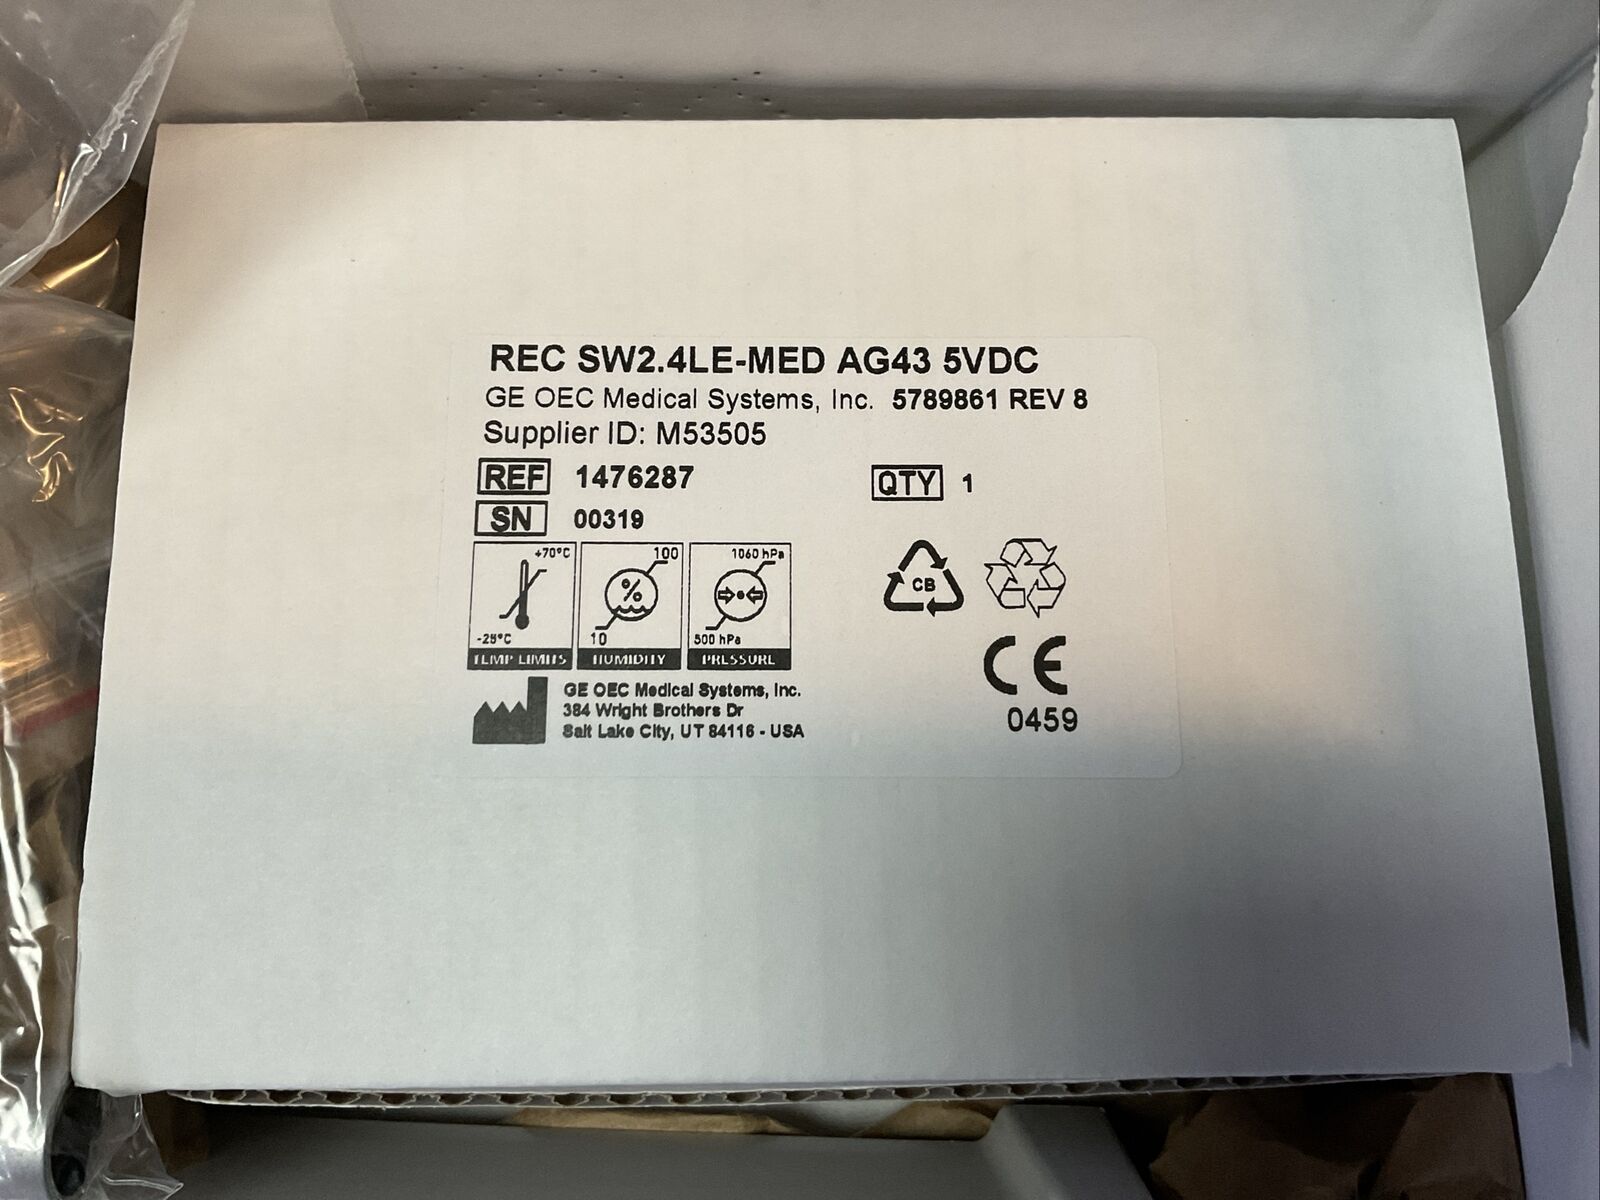 REC SW2.4LE-MED AG43 5VDC
GE OEC Medical Systems, Inc. 5789861 REV 8
Supplier ID: M53505
REF 1476287
QTY 1
SN 00319
+70°C
-25°C
TEMP LIMITS
100
%
10
HUMIDITY
1060 hPa
500 hPa
PRESSURE
CB
CE
0459
GE OEC Medical Systems, Inc.
384 Wright Brothers Dr
Salt Lake City, UT 84116 - USA